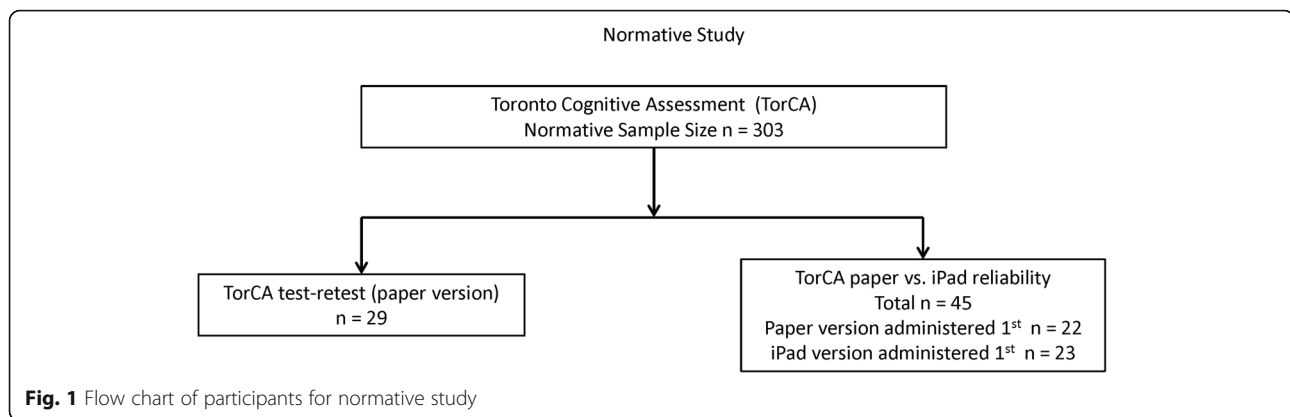 Normative Study
Toronto Cognitive Assessment (TorCA)
Normative Sample Size n = 303
TorCA test-retest (paper version)
n = 29
TorCA paper vs. iPad reliability
Total n = 45
Paper version administered 1st n = 22
iPad version administered 1st n = 23
Fig. 1 Flow chart of participants for normative study